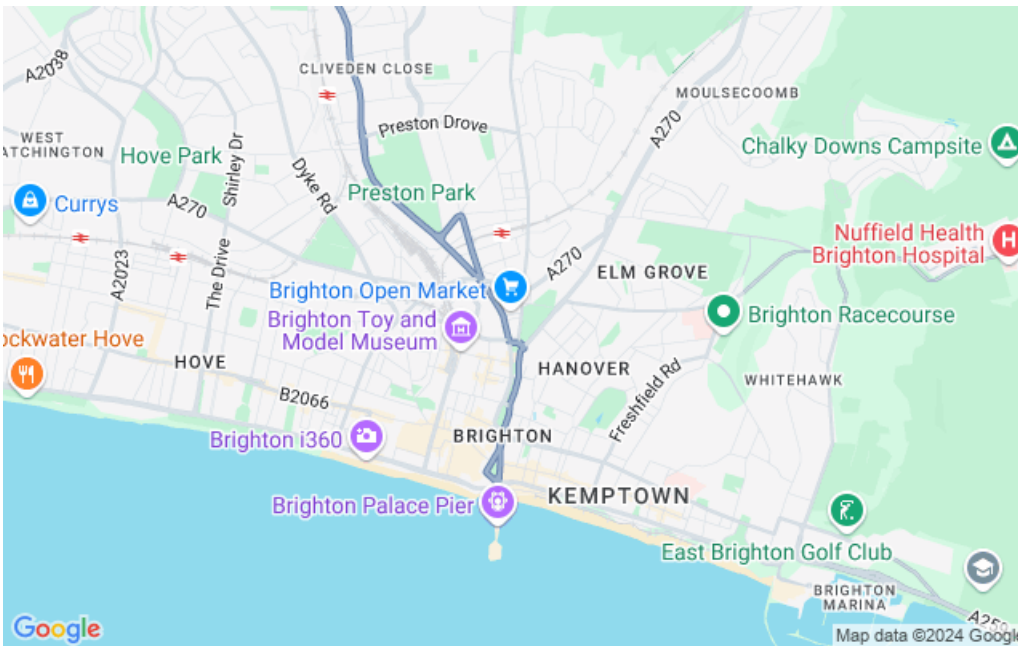 CLIVEDEN CLOSE
A2038
MOULSECOOMB
Preston Drove
A270
WEST
ATCHINGTON
Hove Park
Shirley Dr
Dyke Rd
Chalky Downs Campsite
Preston Park
Currys
A270
Nuffield Health
Brighton Hospital
H
A2023
The Drive
A270
ELM GROVE
Brighton Open Market
Brighton Toy and
Model Museum
Brighton Racecourse
ockwater Hove
HOVE
HANOVER
Freshfield Rd
WHITEHAWK
B2066
Brighton i360
BRIGHTON
Brighton Palace Pier
KEMPTOWN
East Brighton Golf Club
BRIGHTON
MARINA
A259
Google
Map data ©2024 Google